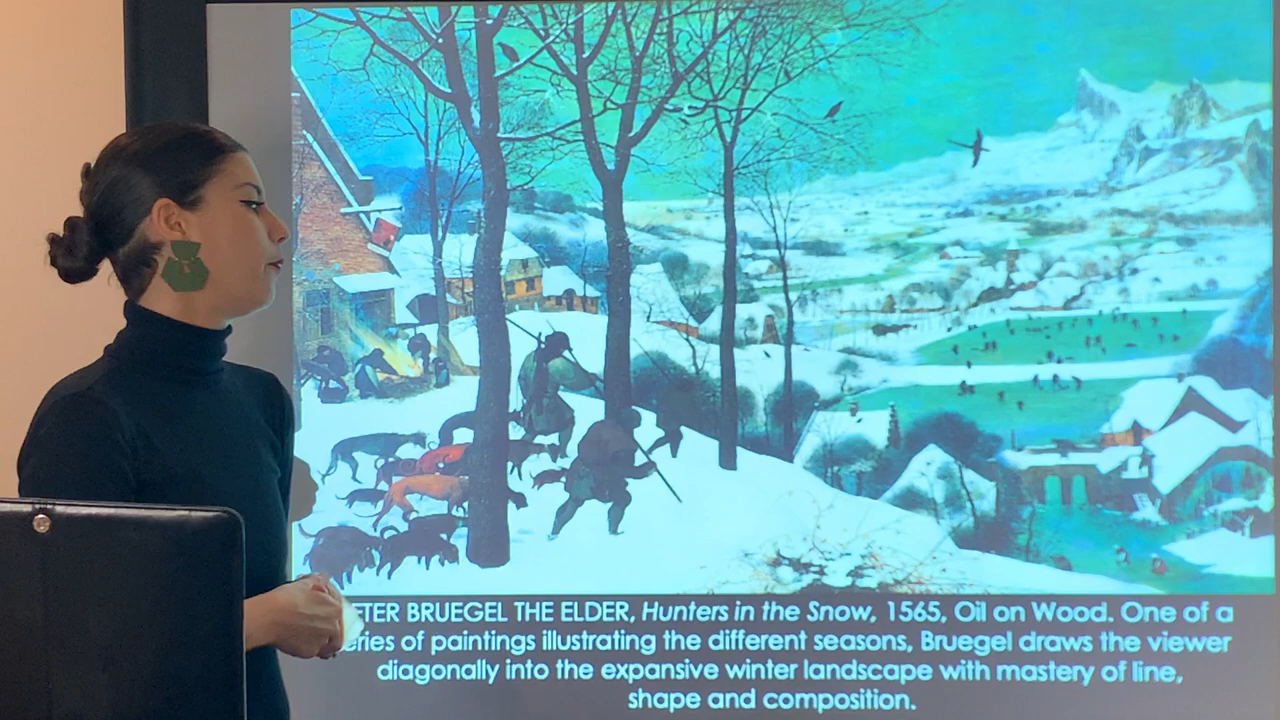 ETER BRUEGEL THE ELDER, Hunters in the Snow, 1565, Oil on Wood. One of a
eries of paintings illustrating the different seasons, Bruegel draws the viewer
diagonally into the expansive winter landscape with mastery of line,
shape and composition.